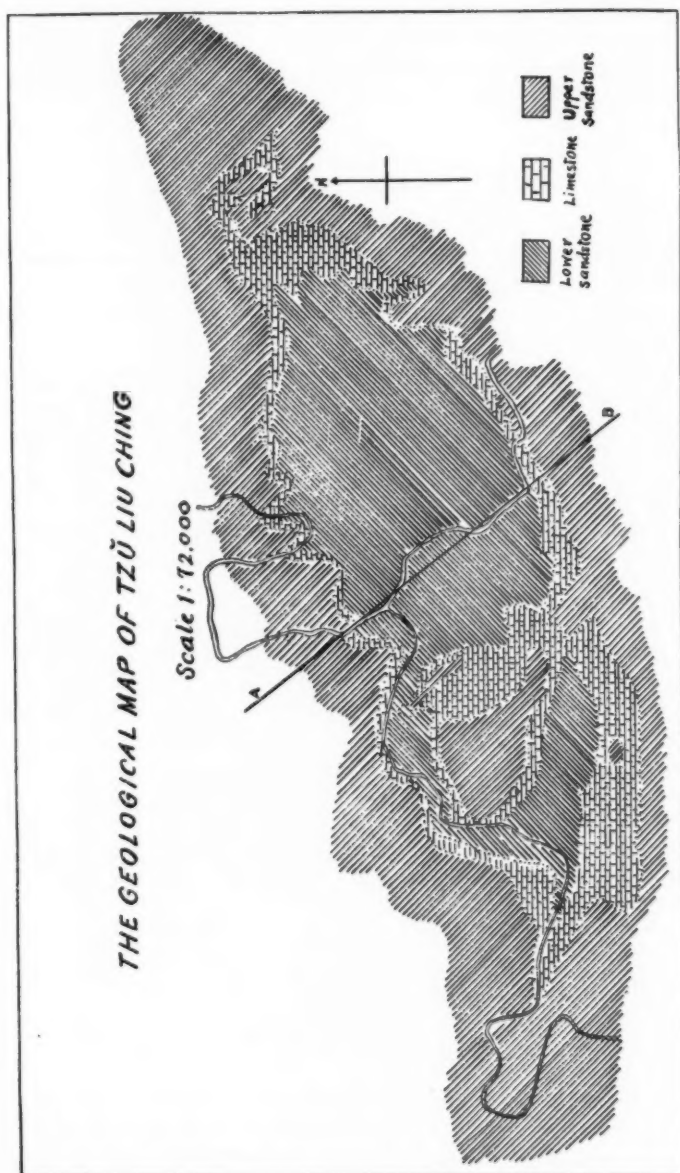 THE GEOLOGICAL MAP OF TZŬ LIU CHING
Scale 1:72.000
A
B
N
Lower
sandstone
Limestone
Upper
sandstone